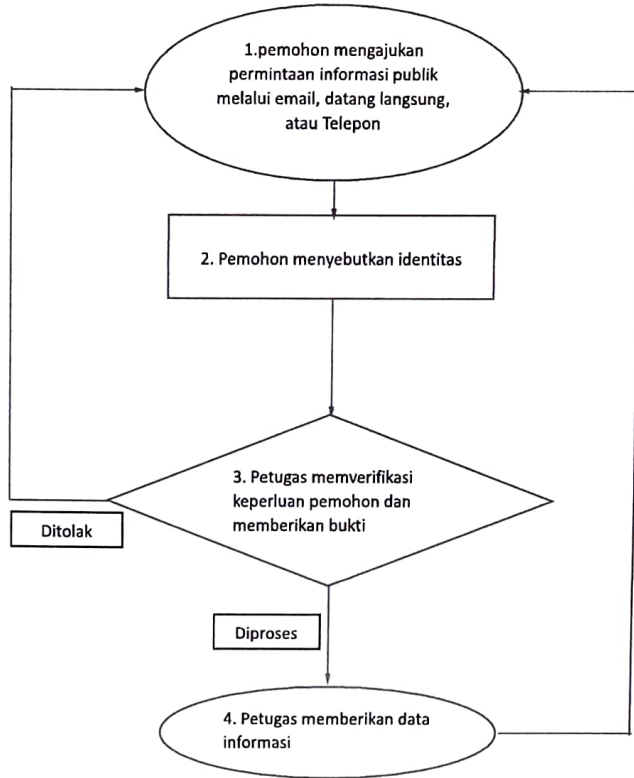 1.pemohon mengajukan
permintaan informasi publik
melalui email, datang langsung,
atau Telepon
2. Pemohon menyebutkan identitas
3. Petugas memverifikasi
keperluan pemohon dan
memberikan bukti
Ditolak
Diproses
4. Petugas memberikan data
informasi